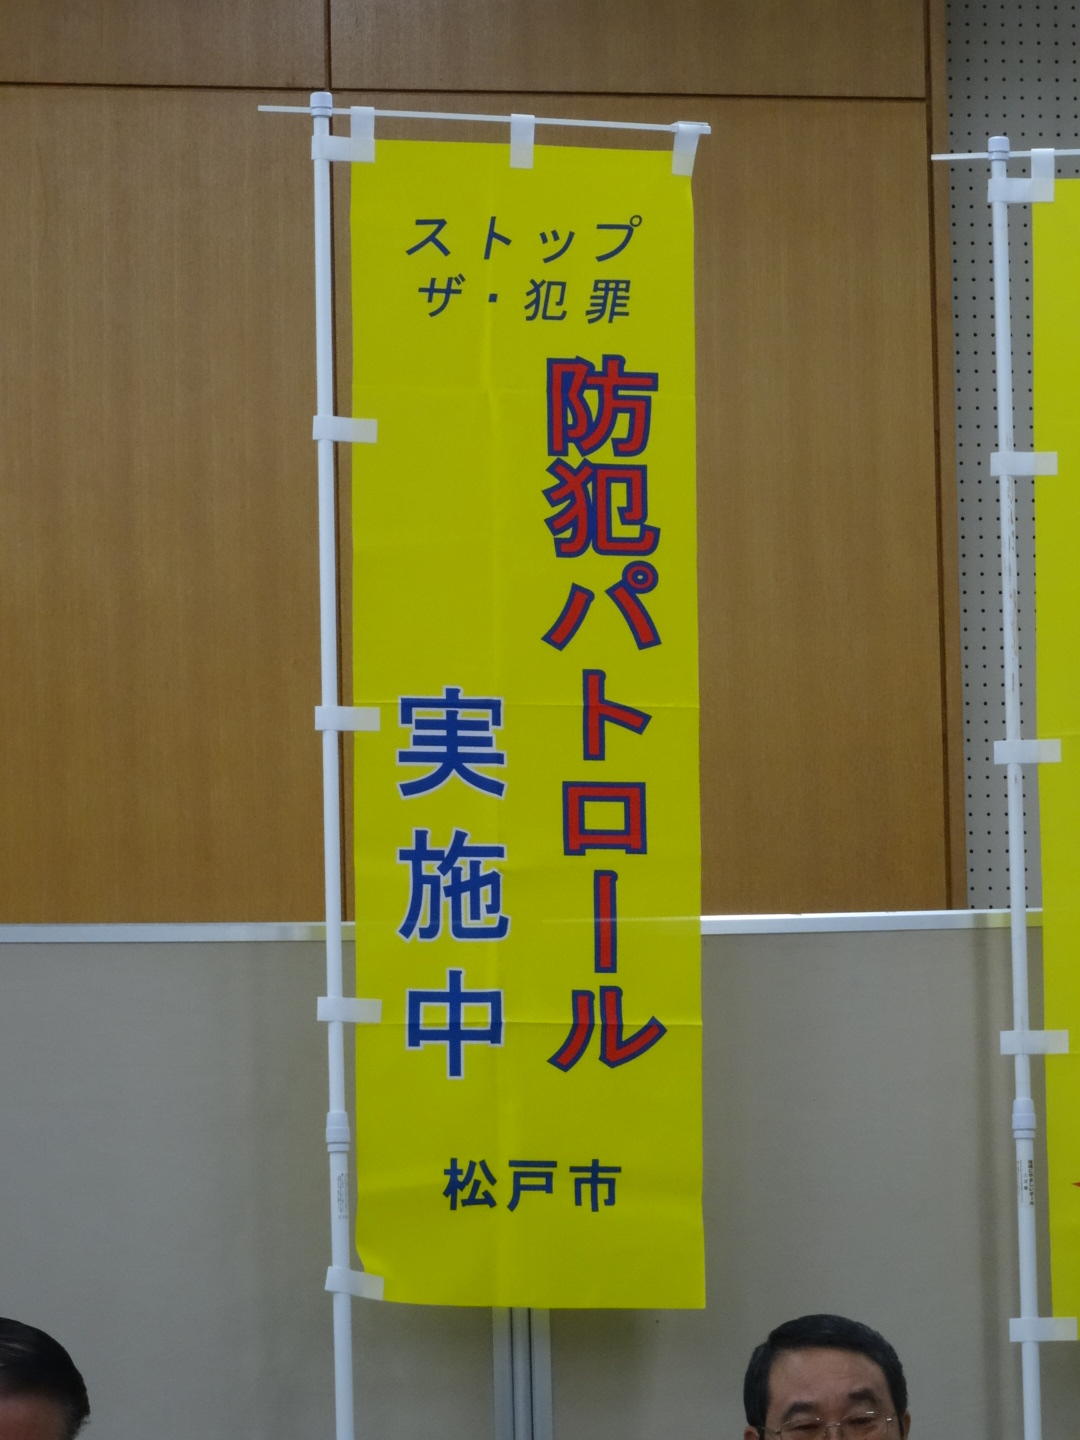 ストップ
ザ・犯罪
防犯パトロール
実施中
松戸市